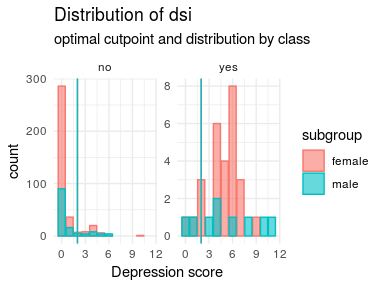 Distribution of dsi
optimal cutpoint and distribution by class
no
yes
300
200
100
0
8
6
4
2
0
count
0 3 6 9 12
0 3 6 9 12
Depression score
subgroup
female
male